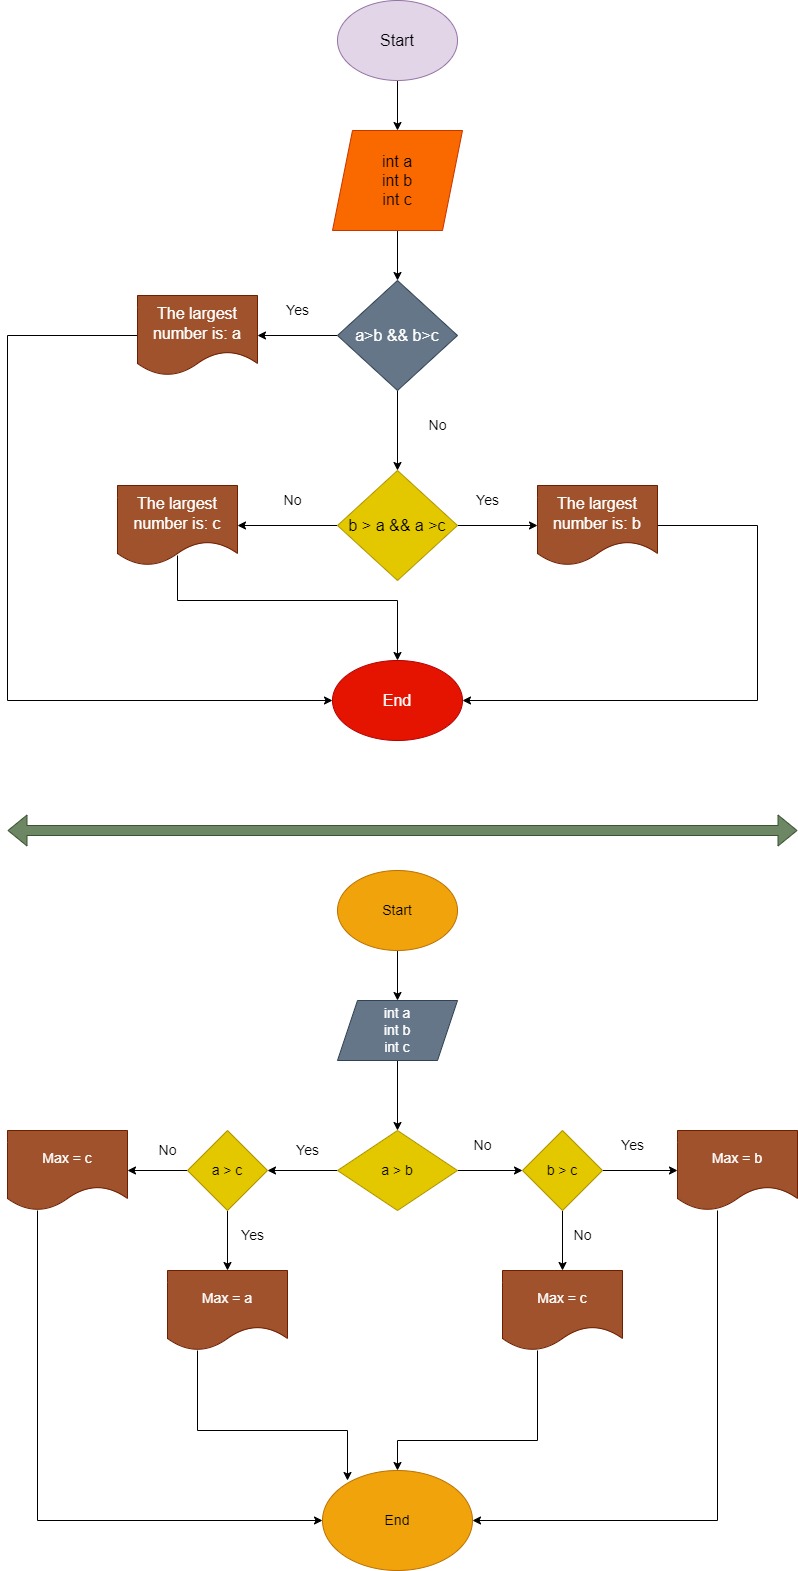 Start
int a
int b
int c
The largest
number is: a
Yes
a>b && b>c
No
The largest
number is: c
No
b > a && a >c
Yes
The largest
number is: b
End
Start
int a
int b
int c
Max = c
No
a > c
Yes
a > b
No
b > c
Yes
Max = b
Yes
No
Max = a
Max = c
End